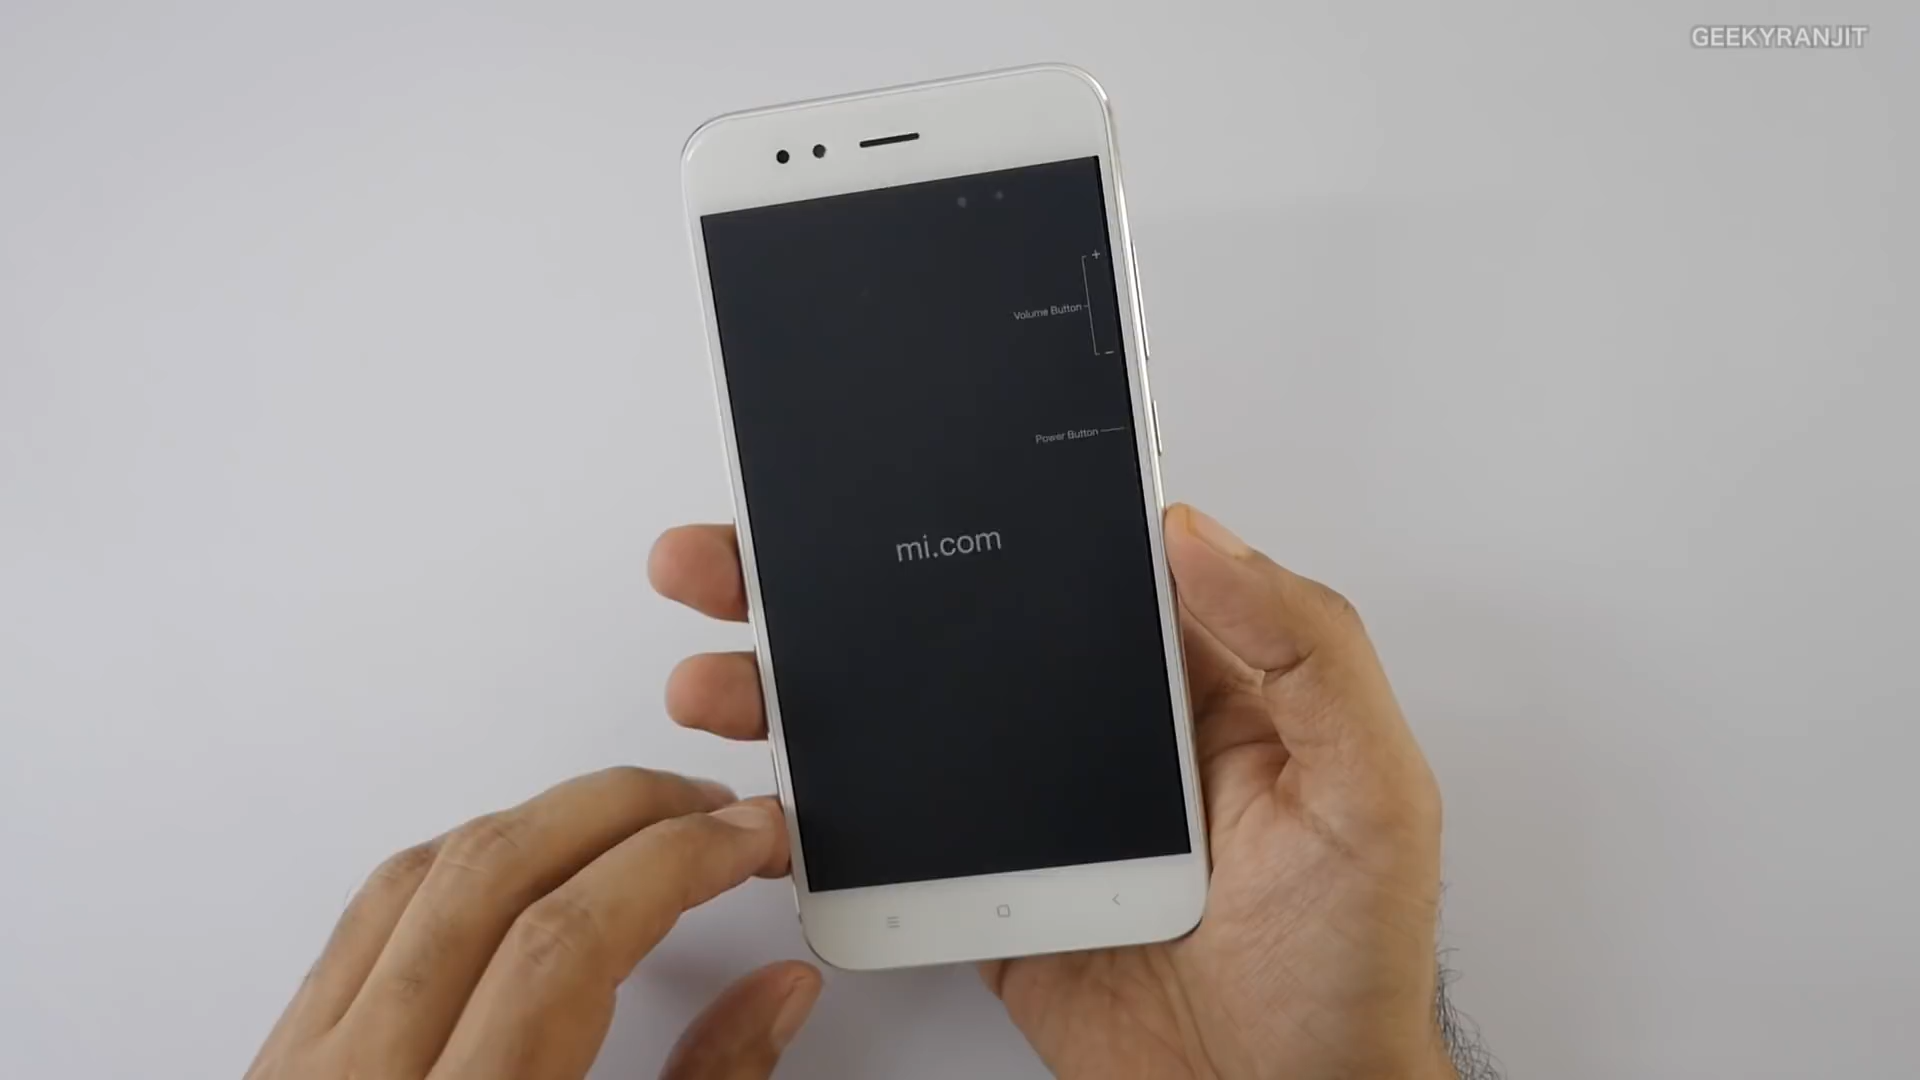 GEEKYRANJIT
+
Volume Button
-
Power Button
mi.com